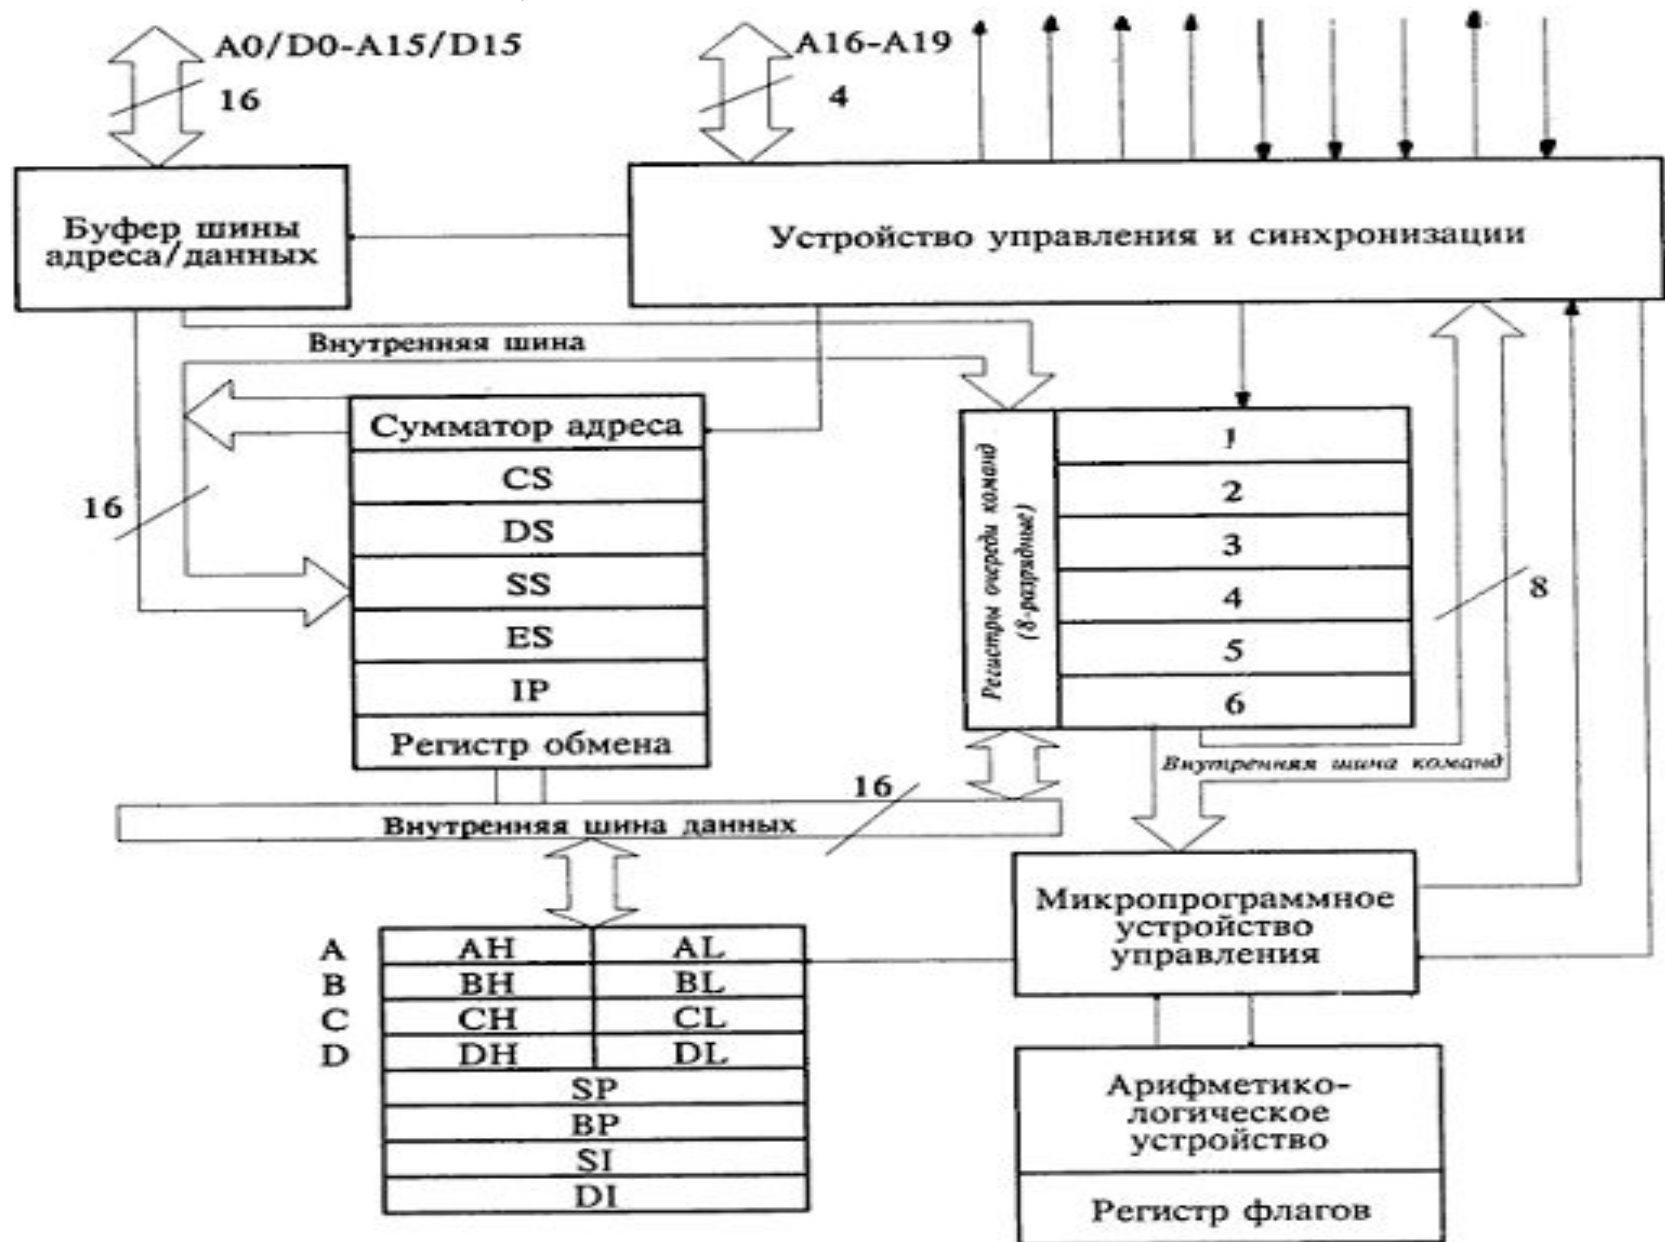 A0/D0-A15/D15
16
A16-A19
4
Буфер шины
адреса/данных
Устройство управления и синхронизации
Внутренняя шина
Сумматор адреса
CS
DS
SS
ES
IP
Регистр обмена
16
Регистры очереди команд
(8-разрядные)
1
2
3
4
5
6
8
Внутренняя шина команд
16
Внутренняя шина данных
A
AH
AL
B
BH
BL
C
CH
CL
D
DH
DL
SP
BP
SI
DI
Микропрограммное
устройство
управления
Арифметико-
логическое
устройство
Регистр флагов